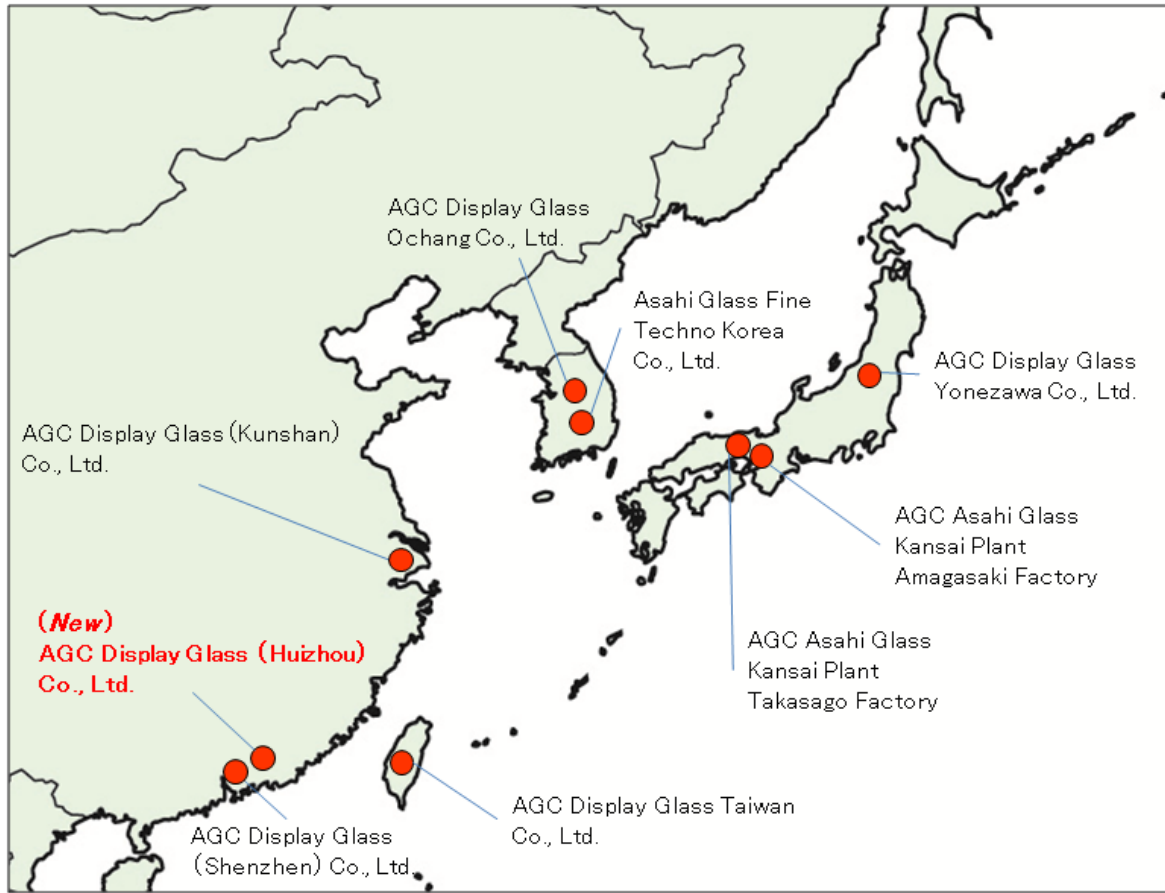 AGC Display Glass
Ochang Co., Ltd.
Asahi Glass Fine
Techno Korea
Co., Ltd.
AGC Display Glass
Yonezawa Co., Ltd.
AGC Display Glass (Kunshan)
Co., Ltd.
AGC Asahi Glass
Kansai Plant
Amagasaki Factory
(New)
AGC Display Glass (Huizhou)
Co., Ltd.
AGC Asahi Glass
Kansai Plant
Takasago Factory
AGC Display Glass Taiwan
Co., Ltd.
AGC Display Glass
(Shenzhen) Co., Ltd.